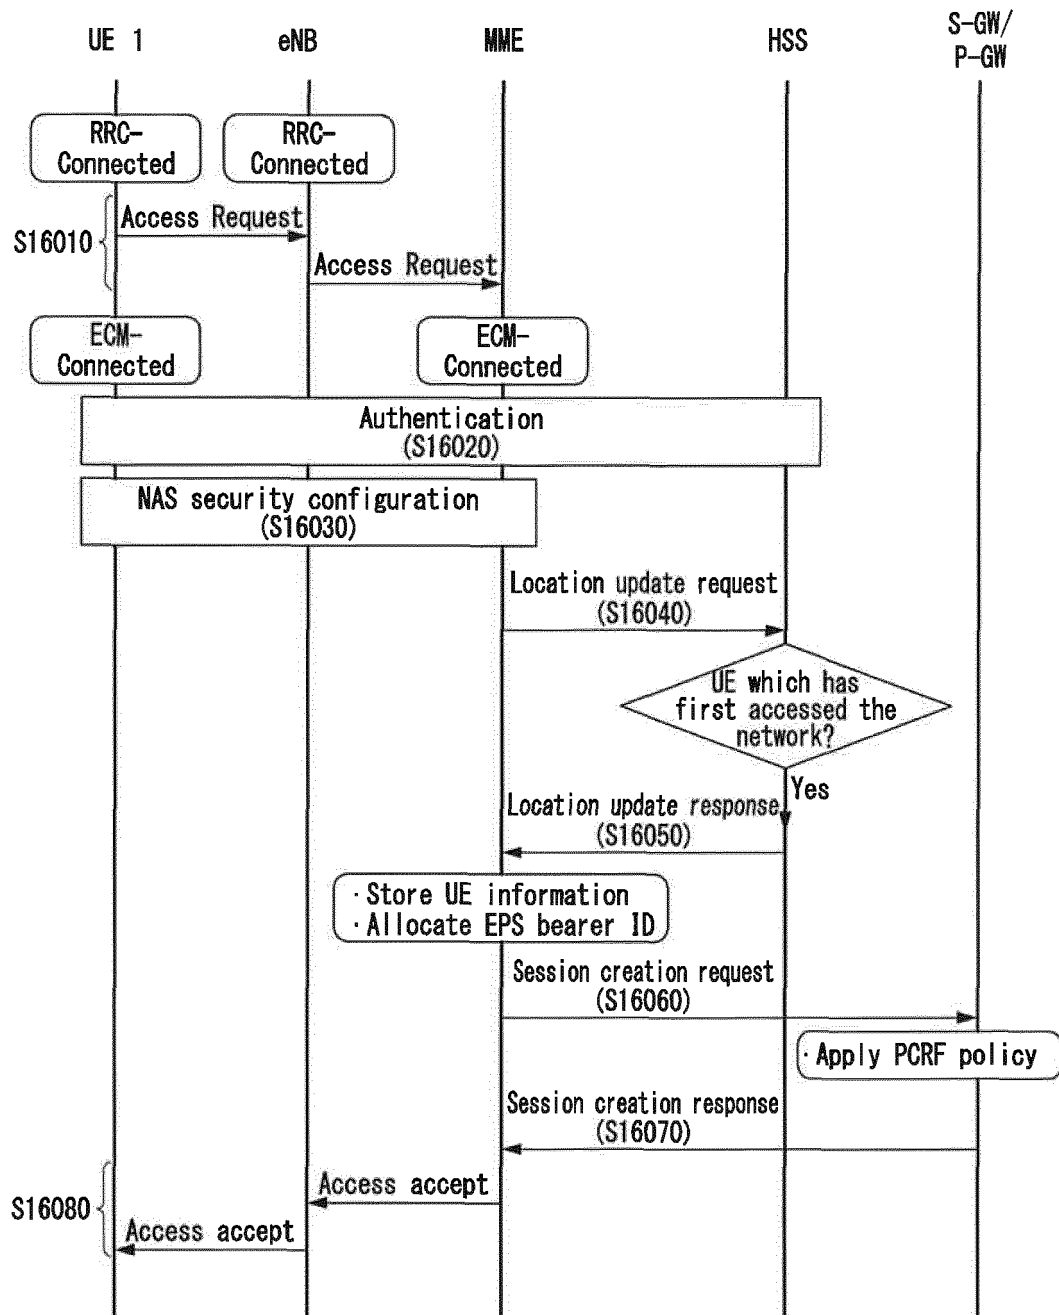 UE 1
eNB
MME
HSS
S-GW/
P-GW
RRC-
Connected
RRC-
Connected
S16010
Access Request
Access Request
ECM-
Connected
ECM-
Connected
Authentication
(S16020)
NAS security configuration
(S16030)
Location update request
(S16040)
UE which has
first accessed the
network?
Yes
Location update response
(S16050)
· Store UE information
· Allocate EPS bearer ID
Session creation request
(S16060)
· Apply PCRF policy
Session creation response
(S16070)
S16080
Access accept
Access accept